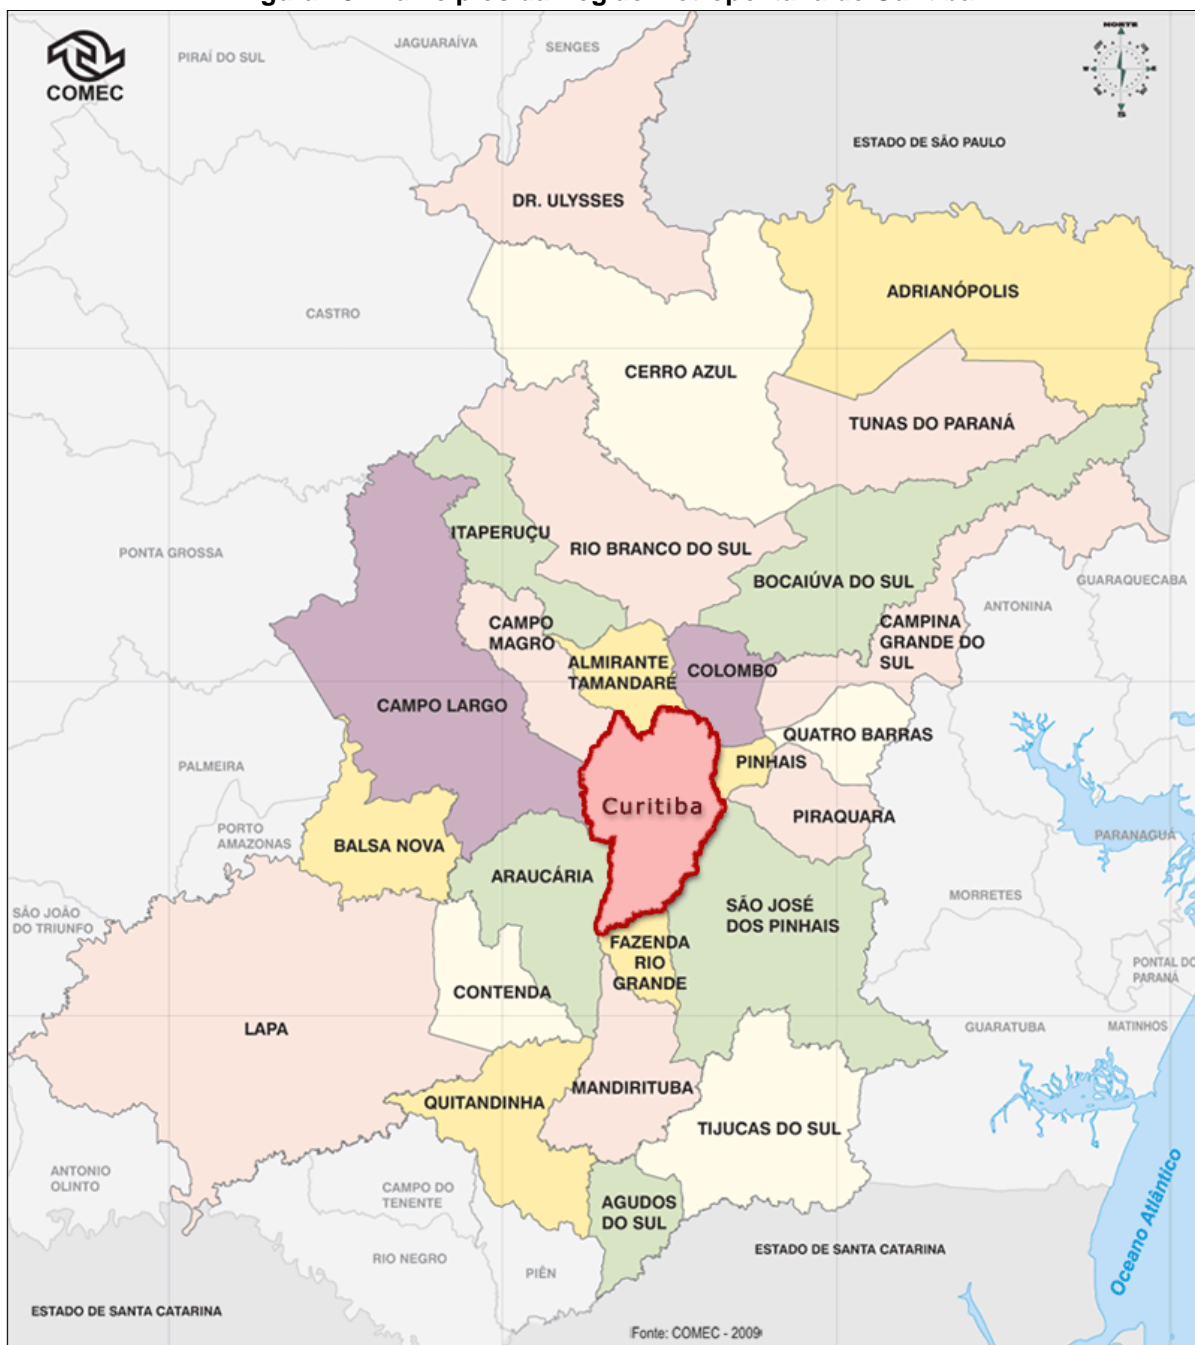 JAGUARAÍVA
SENGES
NORTE
PIRAÍ DO SUL
COMEC
S
ESTADO DE SÃO PAULO
DR. ULYSSES
ADRIANÓPOLIS
CASTRO
CERRO AZUL
TUNAS DO PARANÁ
ITAPERUÇU
RIO BRANCO DO SUL
PONTA GROSSA
BOCAIÚVA DO SUL
GUARAQUECABA
ANTONINA
CAMPO
MAGRO
CAMPINA
GRANDE DO
SUL
ALMIRANTE
TAMANDARÉ
COLOMBO
CAMPO LARGO
QUATRO BARRAS
PINHAIS
PALMEIRA
Curitiba
PIRAQUARA
PORTO
AMAZONAS
BALSA NOVA
PARANAGUÁ
ARAUCÁRIA
MORRETES
SÃO JOSÉ
DOS PINHAIS
SÃO JOÃO
DO TRIUNFO
FAZENDA
RIO
GRANDE
PONTAL DO
PARANÁ
CONTENDA
LAPA
GUARATUBA
MATINHOS
MANDIRITUBA
QUITANDINHA
TIJUCAS DO SUL
ANTONIO
OLINTO
CAMPO DO
TENENTE
AGUDOS
DO SUL
Oceano Atlântico
RIO NEGRO
PIÊN
ESTADO DE SANTA CATARINA
ESTADO DE SANTA CATARINA
Fonte: COMEC - 2009